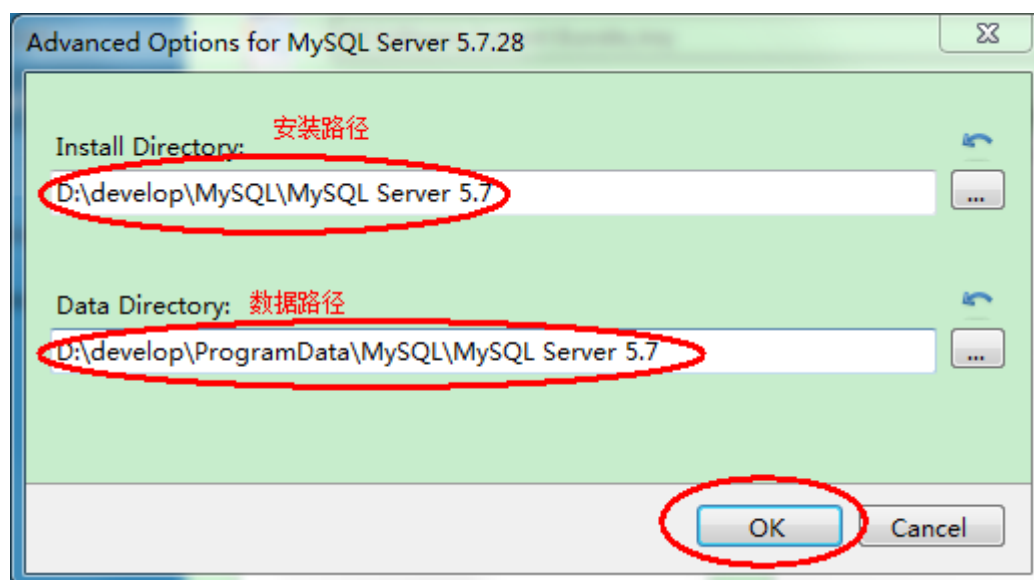 Advanced Options for MySQL Server 5.7.28
安装路径
Install Directory:
D:\develop\MySQL\MySQL Server 5.7
...
Data Directory: 数据路径
D:\develop\ProgramData\MySQL\MySQL Server 5.7
...
OK Cancel